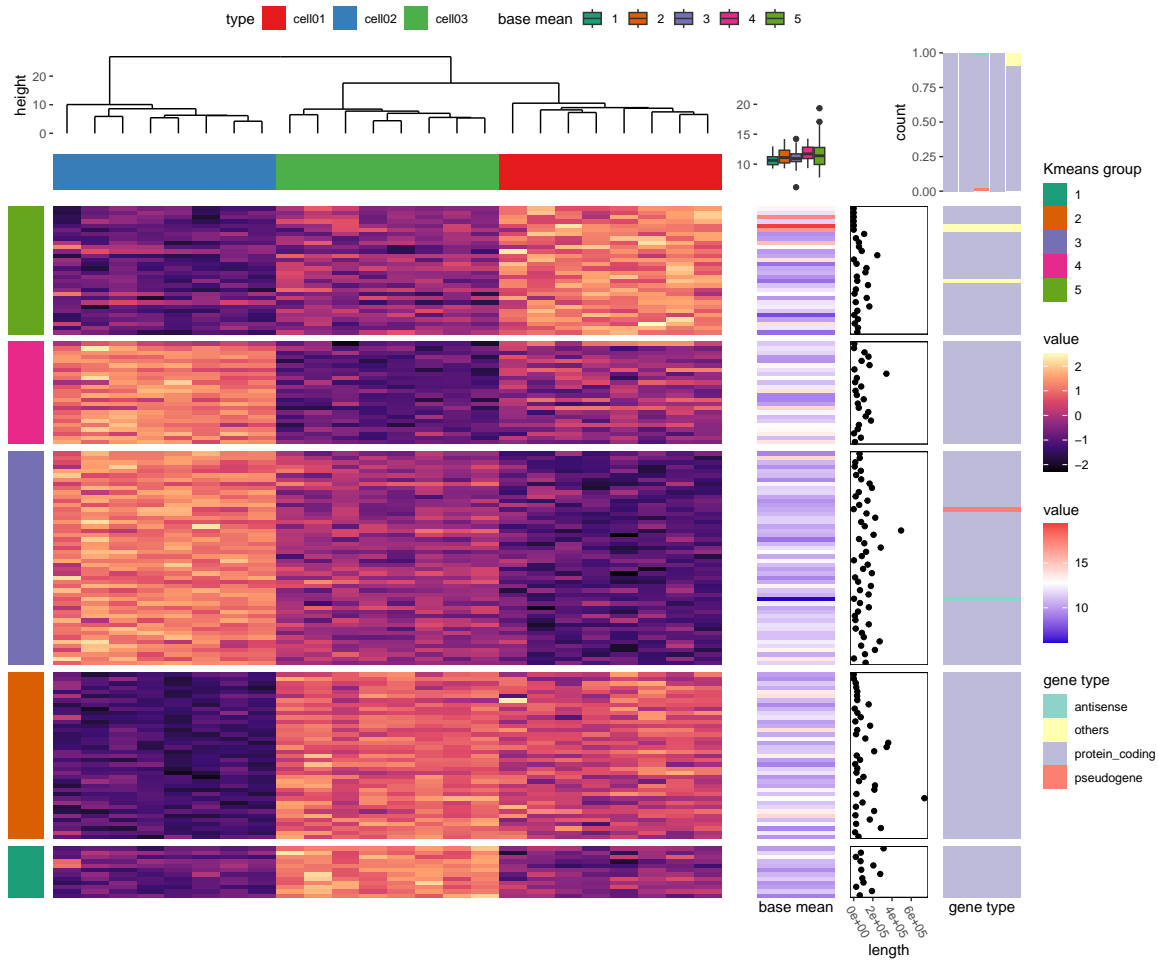 type cell01 cell02 cell03 base mean 1 2 3 4 5
height
20
10
0
20
15
10
count
1.00
0.75
0.50
0.25
0.00
Kmeans group
1
2
3
4
5
value
2
1
0
−1
−2
value
15
10
gene type
antisense
others
protein_coding
pseudogene
base mean
0e+00
2e+05
4e+05
6e+05
length
gene type